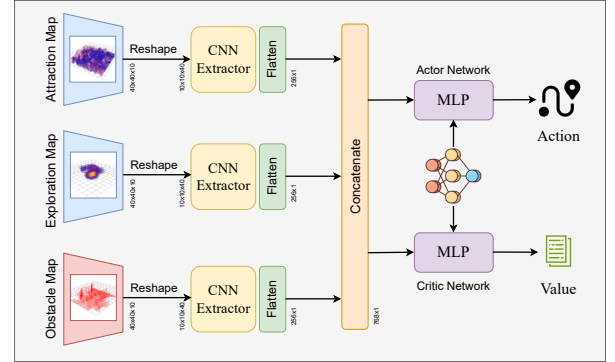 Attraction Map
40x40x10
Reshape
10x10x40
CNN
Extractor
Flatten
256x1
Exploration Map
40x40x10
Reshape
10x10x40
CNN
Extractor
Flatten
256x1
Obstacle Map
40x40x10
Reshape
10x10x40
CNN
Extractor
Flatten
256x1
Concatenate
768x1
Actor Network
MLP
Action
MLP
Critic Network
Value